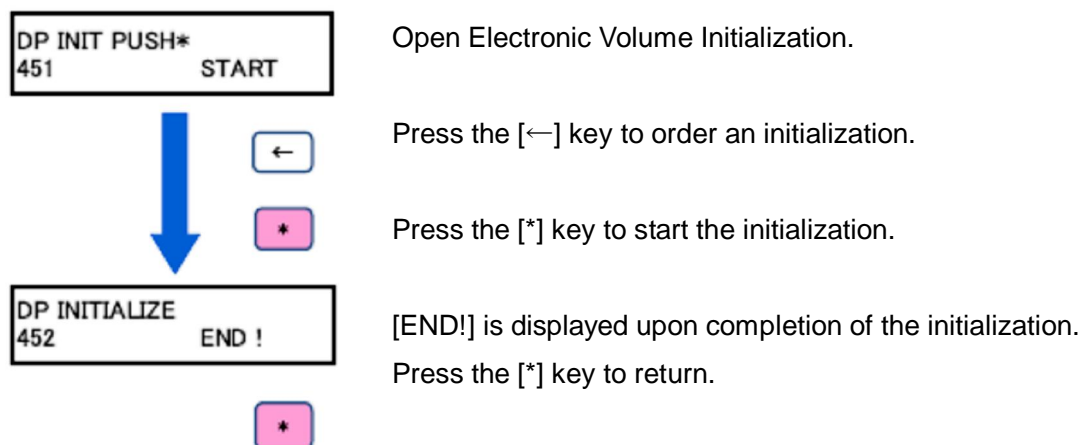 DP INIT PUSH*
451 START
Open Electronic Volume Initialization.
←
Press the [←] key to order an initialization.
*
Press the [*] key to start the initialization.
DP INITIALIZE
452 END !
[END!] is displayed upon completion of the initialization.
Press the [*] key to return.
*